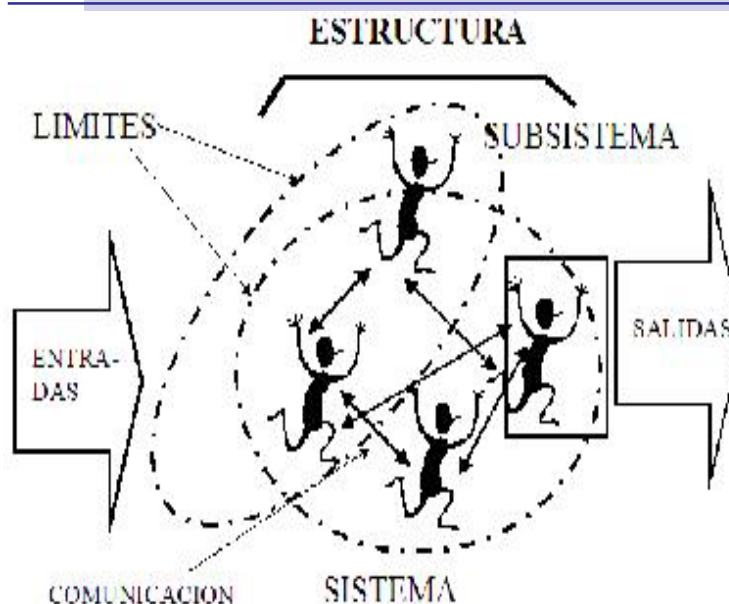 ESTRUCTURA
LIMITES
SUBSISTEMA
ENTRA-
DAS
SALIDAS
COMUNICACION
SISTEMA